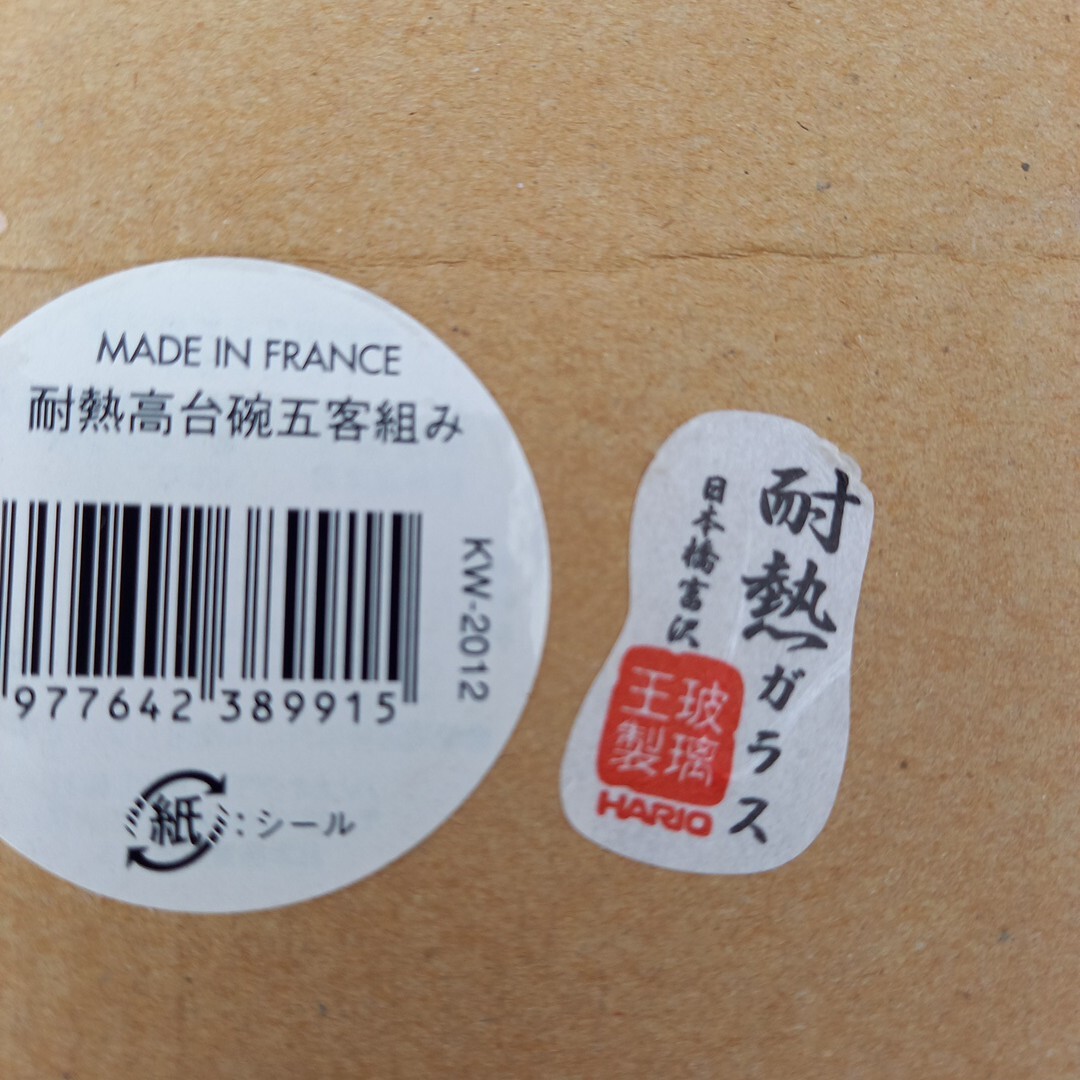 MADE IN FRANCE
耐熱高台碗五客組み
977642 389915
KW-2012
紙:シール
耐熱ガラス
日本橋富沢
玻璃
王製
HARIO